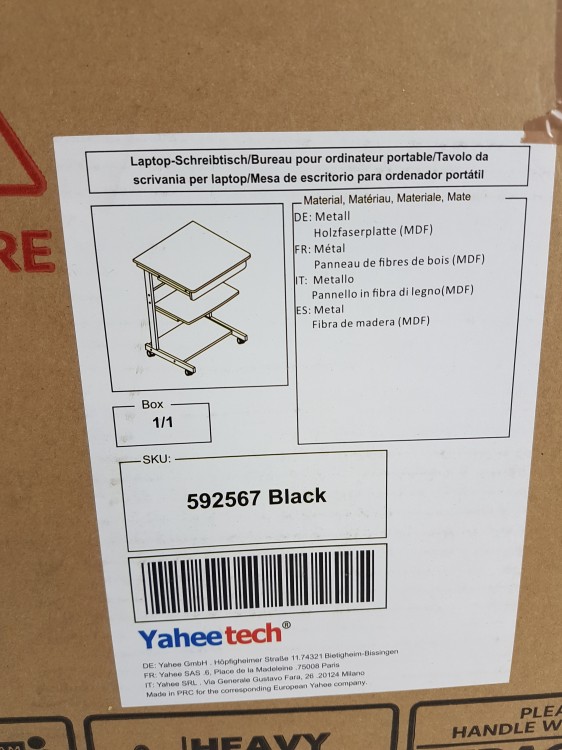 RE
Laptop-Schreibtisch/Bureau pour ordinateur portable/Tavolo da
scrivania per laptop/Mesa de escritorio para ordenador portátil
Material, Matériau, Materiale, Mate
DE: Metall
Holzfaserplatte (MDF)
FR: Métal
Panneau de fibres de bois (MDF)
IT: Metallo
Pannello in fibra di legno(MDF)
ES: Metal
Fibra de madera (MDF)
Box
1/1
SKU:
592567 Black
Yaheetech®
DE: Yahee GmbH . Höpfigheimer Straße 11.74321 Bietigheim-Bissingen
FR: Yahee SAS .6, Place de la Madeleine .75008 Paris
IT: Yahee SRL . Via Generale Gustavo Fara, 26 .20124 Milano
Made in PRC for the corresponding European Yahee company.
HEAVY
PLEA
HANDLE W